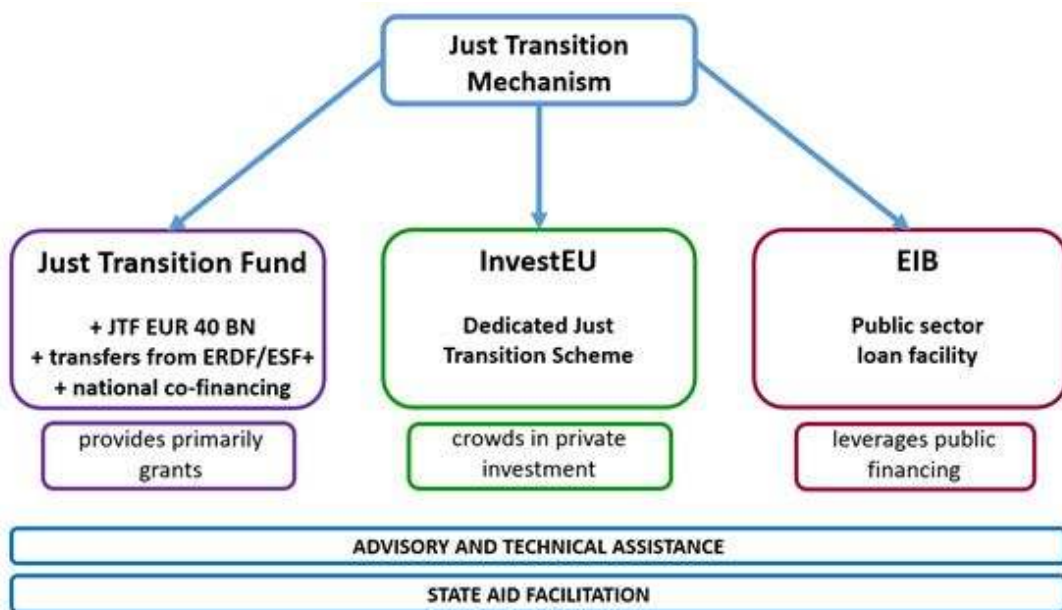 Just Transition
Mechanism
Just Transition Fund
+ JTF EUR 40 BN
+ transfers from ERDF/ESF+
+ national co-financing
provides primarily
grants
InvestEU
Dedicated Just
Transition Scheme
crowds in private
investment
EIB
Public sector
loan facility
leverages public
financing
ADVISORY AND TECHNICAL ASSISTANCE
STATE AID FACILITATION